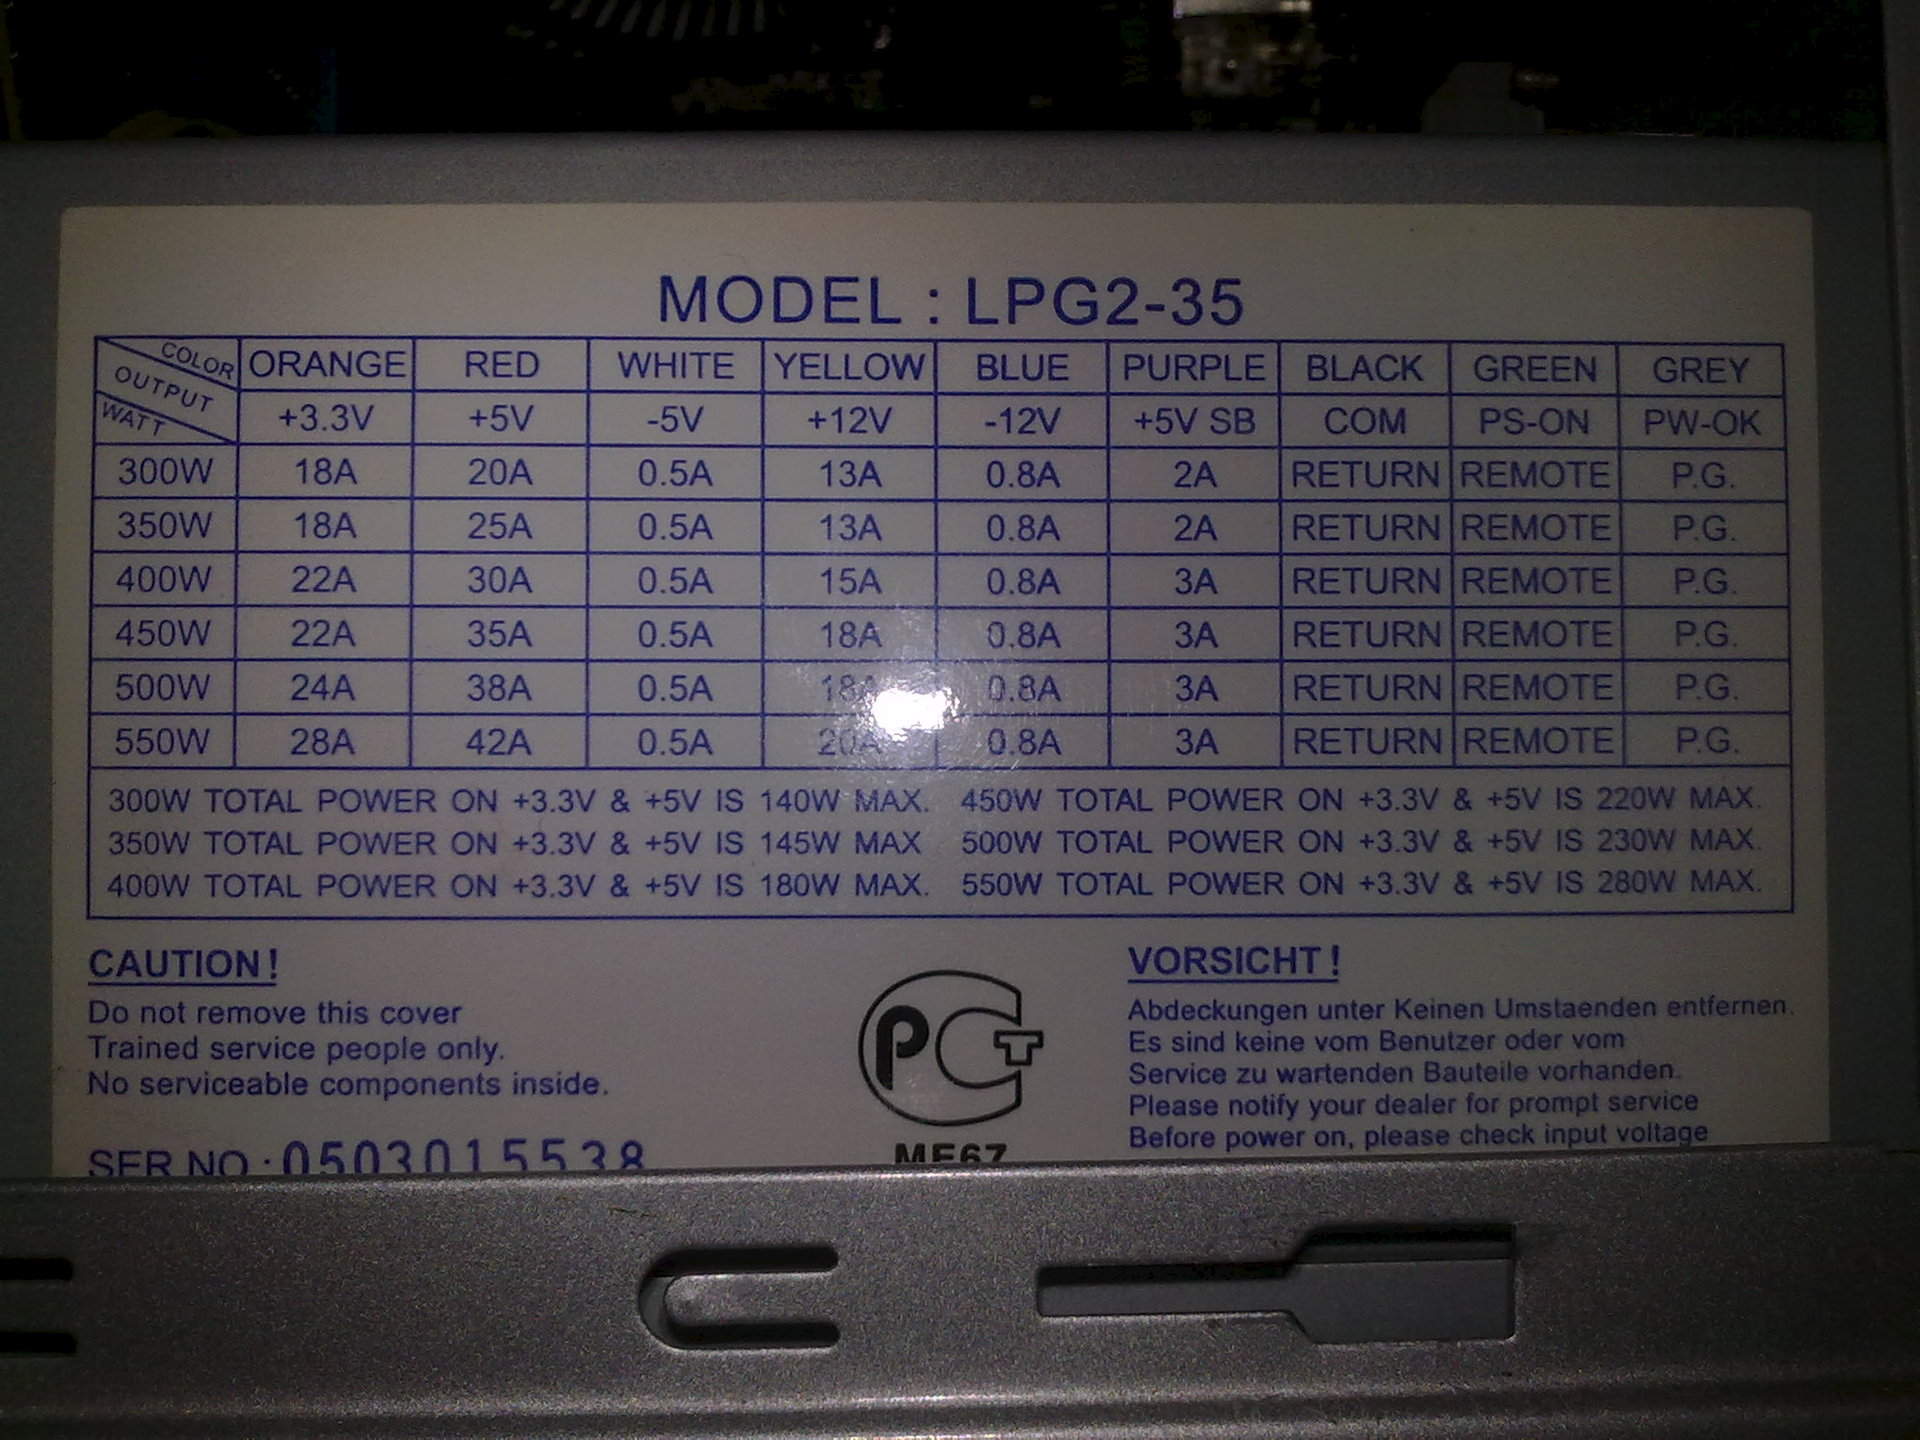 MODEL : LPG2-35
COLOR OUTPUT WATT ORANGE RED WHITE YELLOW BLUE PURPLE BLACK GREEN GREY
+3.3V +5V -5V +12V -12V +5V SB COM PS-ON PW-OK
300W 18A 20A 0.5A 13A 0.8A 2A RETURN REMOTE P.G.
350W 18A 25A 0.5A 13A 0.8A 2A RETURN REMOTE P.G.
400W 22A 30A 0.5A 15A 0.8A 3A RETURN REMOTE P.G.
450W 22A 35A 0.5A 18A 0.8A 3A RETURN REMOTE P.G.
500W 24A 38A 0.5A 18A 0.8A 3A RETURN REMOTE P.G.
550W 28A 42A 0.5A 20A 0.8A 3A RETURN REMOTE P.G.
300W TOTAL POWER ON +3.3V & +5V IS 140W MAX. 450W TOTAL POWER ON +3.3V & +5V IS 220W MAX.
350W TOTAL POWER ON +3.3V & +5V IS 145W MAX 500W TOTAL POWER ON +3.3V & +5V IS 230W MAX.
400W TOTAL POWER ON +3.3V & +5V IS 180W MAX. 550W TOTAL POWER ON +3.3V & +5V IS 280W MAX.
CAUTION!
Do not remove this cover
Trained service people only.
No serviceable components inside.
SER NO : 0503015538
РСТ
ME67
VORSICHT!
Abdeckungen unter Keinen Umstaenden entfernen.
Es sind keine vom Benutzer oder vom
Service zu wartenden Bauteile vorhanden.
Please notify your dealer for prompt service
Before power on, please check input voltage